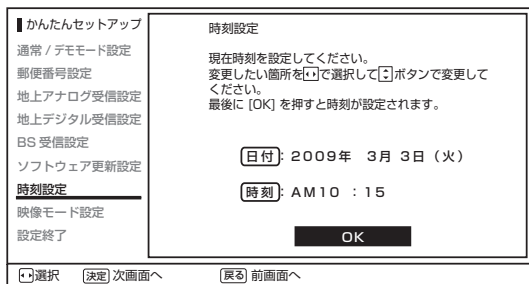 かんたんセットアップ
通常 / デモモード設定
郵便番号設定
地上アナログ受信設定
地上デジタル受信設定
BS 受信設定
ソフトウェア更新設定
時刻設定
映像モード設定
設定終了
時刻設定
現在時刻を設定してください。
変更したい箇所を で選択して ボタンで変更して
ください。
最後に [OK] を押すと時刻が設定されます。
日付: 2009年 3月 3日（火）
時刻: AM10 : 15
OK
選択 決定 次画面へ 戻る 前画面へ